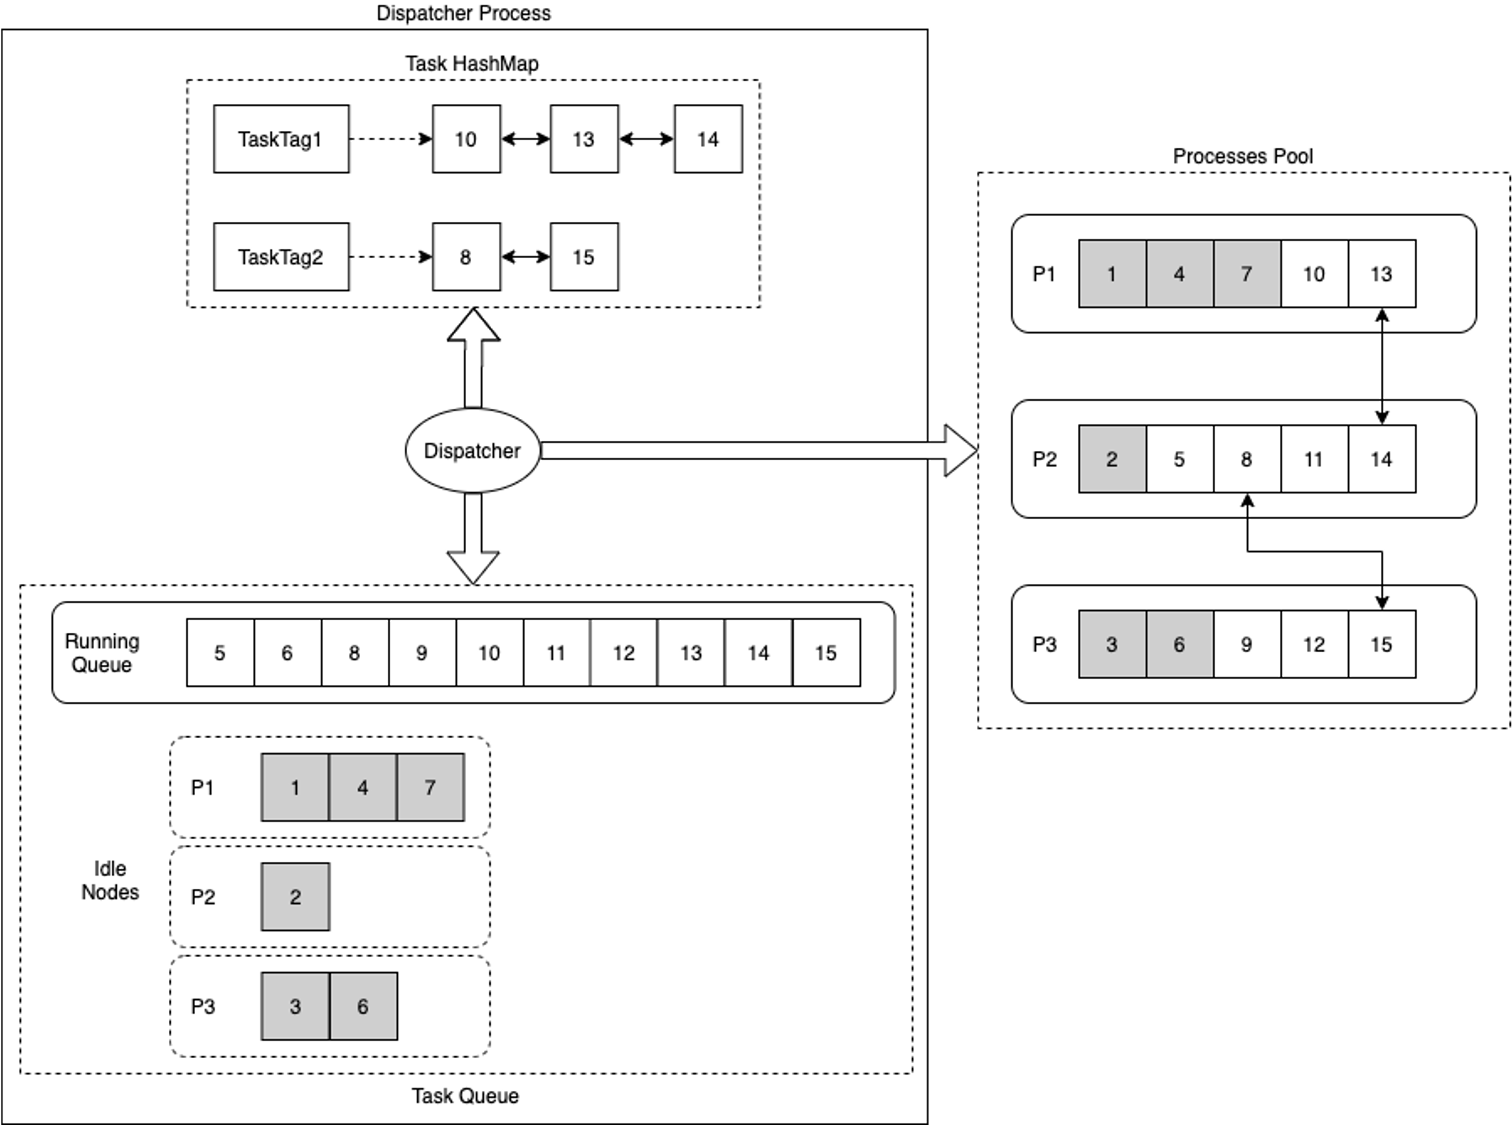 Dispatcher Process
Task HashMap
TaskTag1 10 13 14
TaskTag2 8 15
Dispatcher
Running
Queue
5 6 8 9 10 11 12 13 14 15
P1 1 4 7
Idle
Nodes
P2 2
P3 3 6
Task Queue
Processes Pool
P1 1 4 7 10 13
P2 2 5 8 11 14
P3 3 6 9 12 15